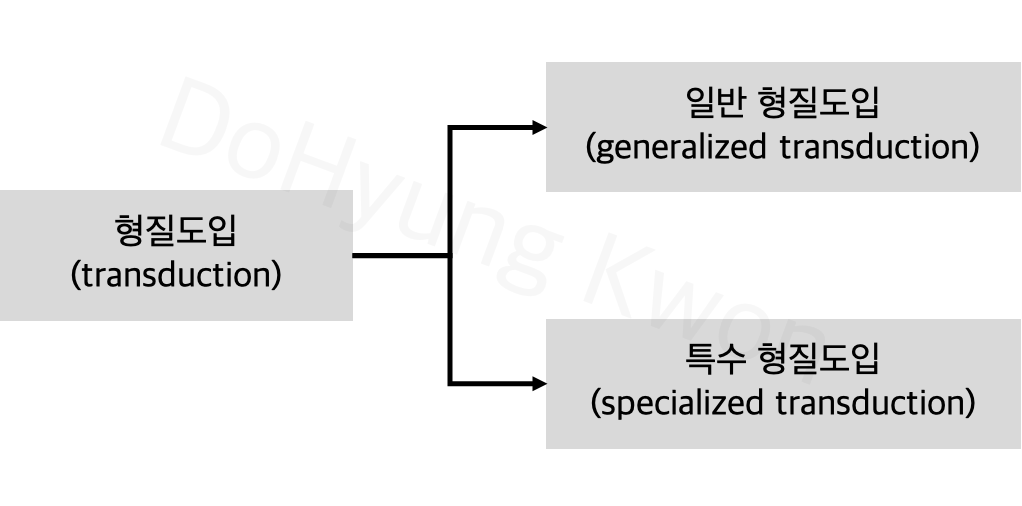 일반 형질도입
(generalized transduction)
형질도입
(transduction)
특수 형질도입
(specialized transduction)
DoHyung Kwon